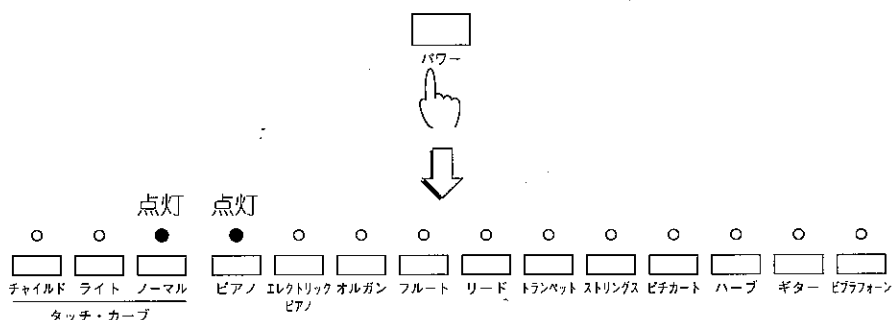 パワー
点灯 点灯
チャイルド ライト ノーマル ピアノ エレクトリックピアノ オルガン フルート リード トランペット ストリングス ピチカート ハープ ギター ビブラフォーン
タッチ・カーブ